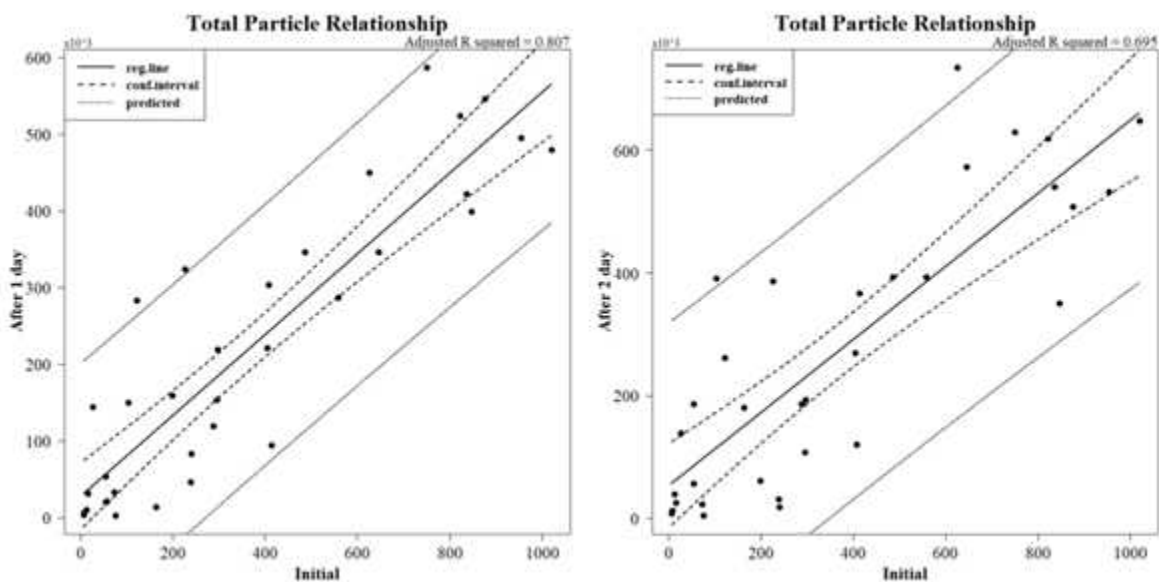 Total Particle Relationship
x10^3
Adjusted R squared = 0.807
reg.line
conf.interval
predicted
600
500
400
300
200
100
0
After 1 day
0 200 400 600 800 1000
Initial
Total Particle Relationship
x10^3
Adjusted R squared = 0.695
reg.line
conf.interval
predicted
600
400
200
0
After 2 day
0 200 400 600 800 1000
Initial